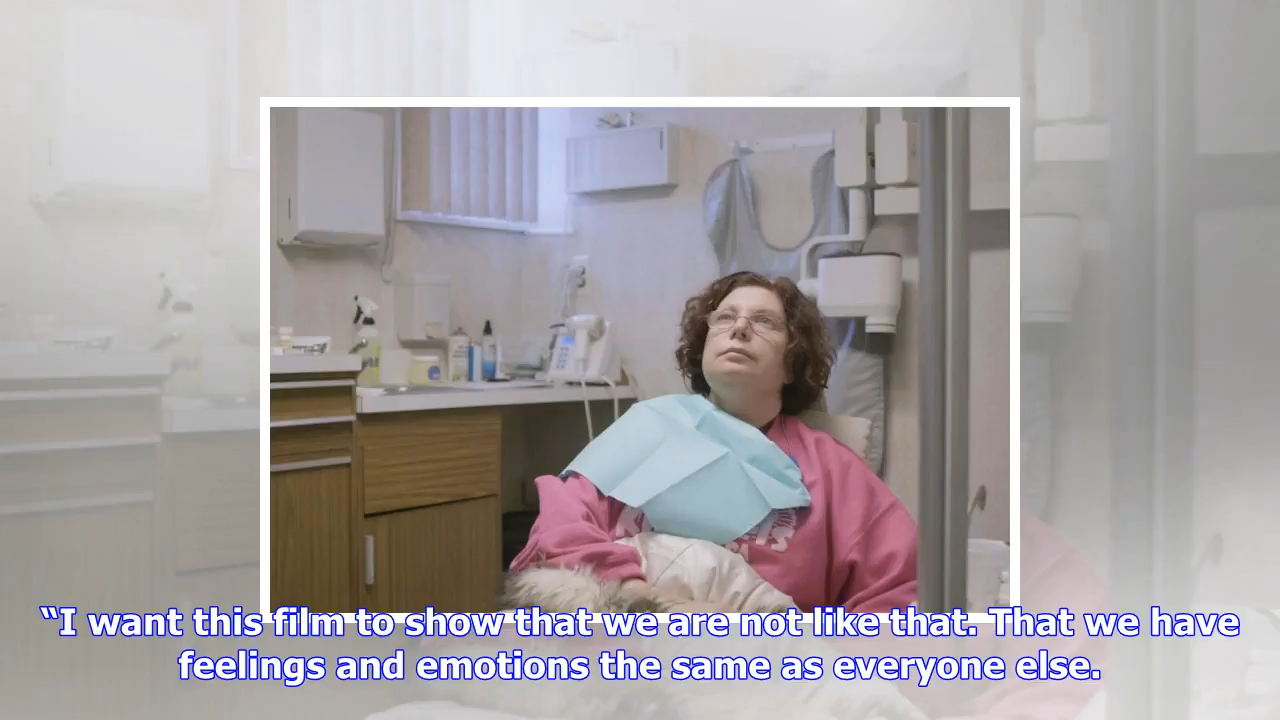 “I want this film to show that we are not like that. That we have
feelings and emotions the same as everyone else.